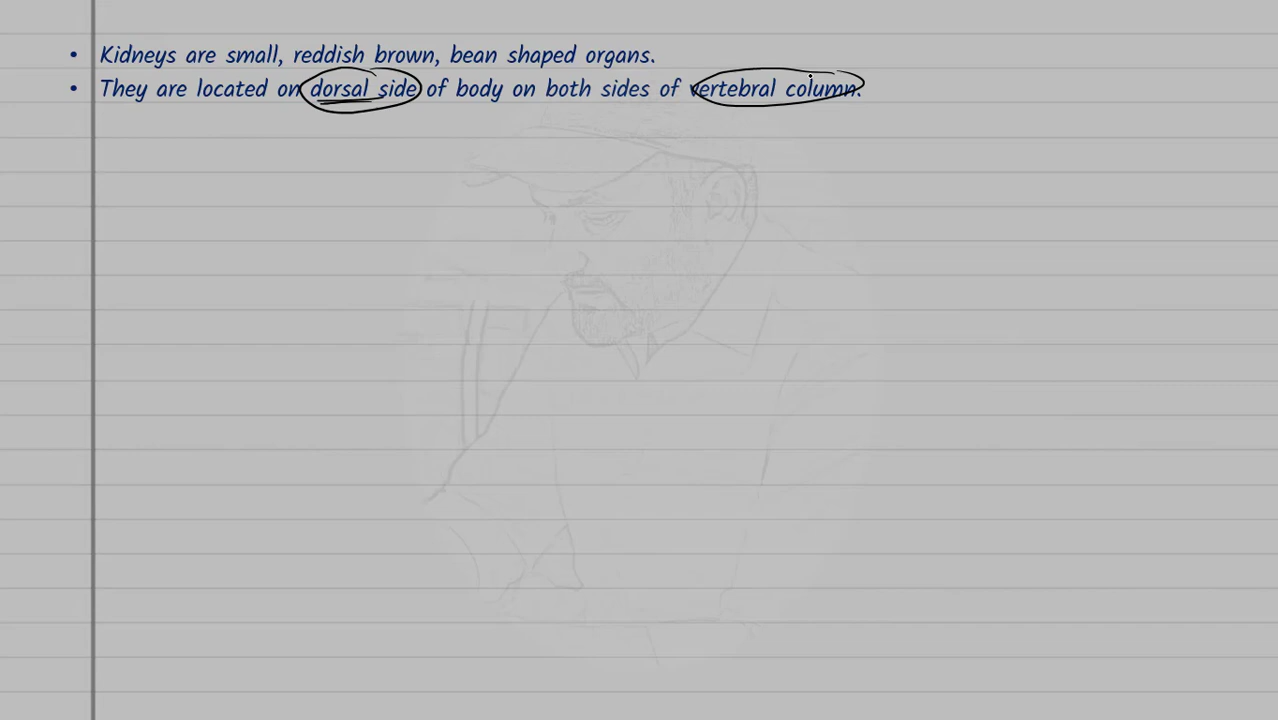 • Kidneys are small, reddish brown, bean shaped organs.
• They are located on dorsal side of body on both sides of vertebral column.